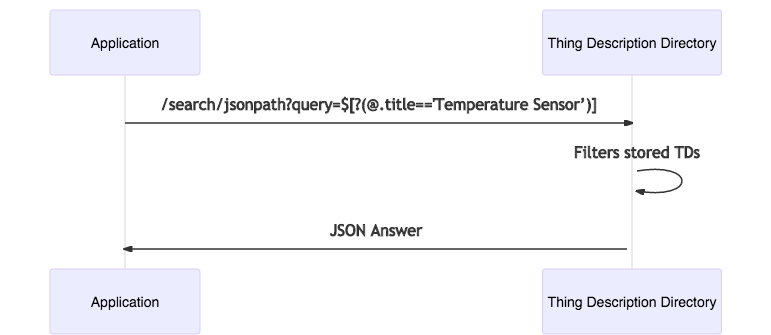 Application
Thing Description Directory
/search/jsonpath?query=$[?(@.title=='Temperature Sensor’)]
Filters stored TDs
JSON Answer
Application
Thing Description Directory